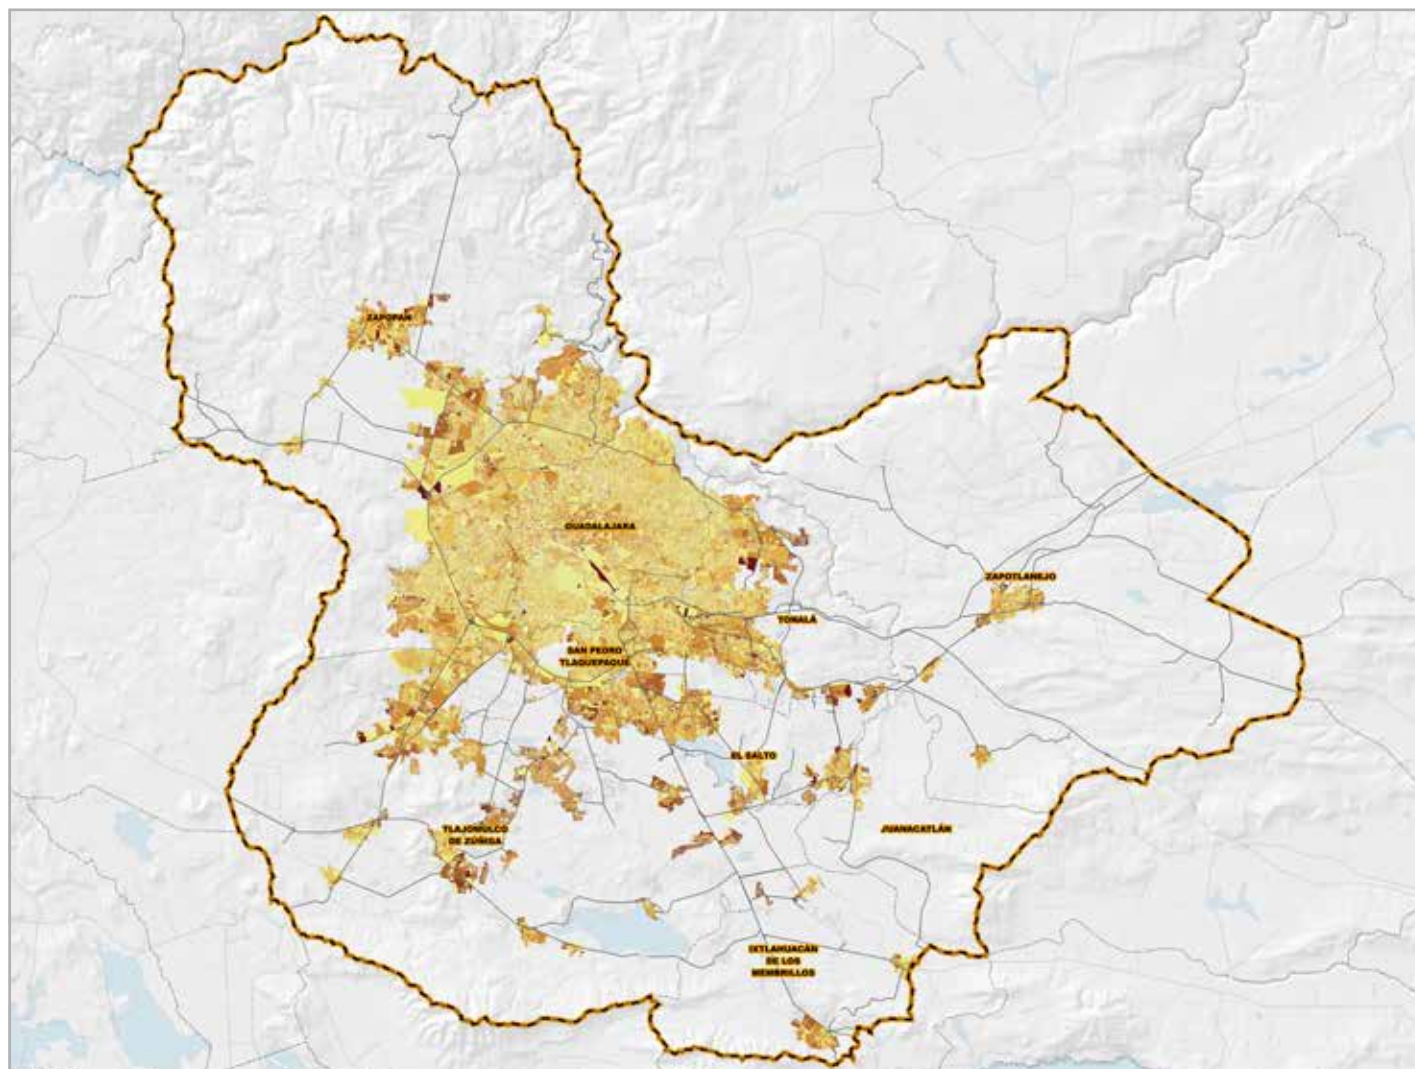 ZAPOPAN
GUADALAJARA
ZAPOTLANEJO
TONALÁ
SAN PEDRO
TLAQUEPAQUE
EL SALTO
TLAJOMULCO
DE ZÚÑIGA
JUANACATLÁN
IXTLAHUACÁN
DE LOS
MEMBRILLOS